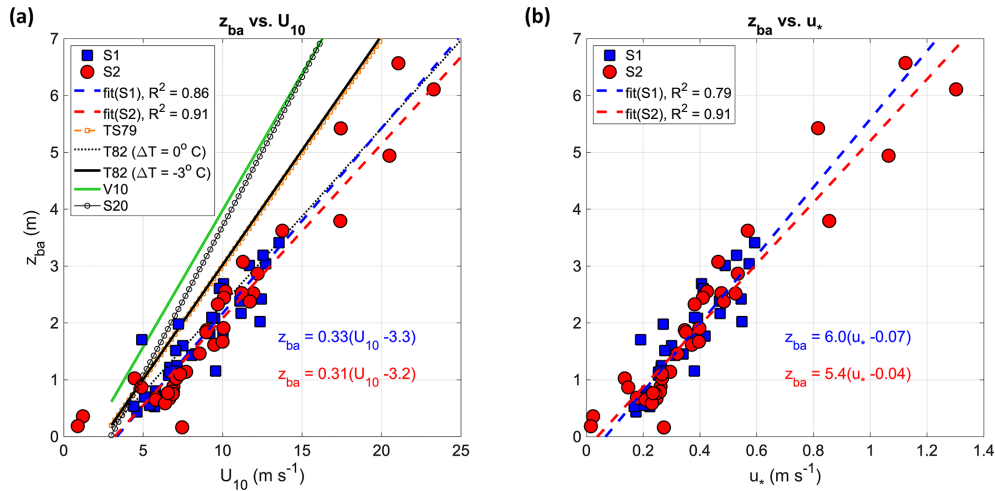 (a)
z_ba vs. U_10
7
6
5
4
3
2
1
0
z_ba (m)
S1
S2
fit(S1), R² = 0.86
fit(S2), R² = 0.91
TS79
T82 (ΔT = 0° C)
T82 (ΔT = -3° C)
V10
S20
z_ba = 0.33(U_10 -3.3)
z_ba = 0.31(U_10 -3.2)
0 5 10 15 20 25
U_10 (m s⁻¹)
(b)
z_ba vs. u_*
7
6
5
4
3
2
1
0
S1
S2
fit(S1), R² = 0.79
fit(S2), R² = 0.91
z_ba = 6.0(u_* -0.07)
z_ba = 5.4(u_* -0.04)
0 0.2 0.4 0.6 0.8 1 1.2 1.4
u_* (m s⁻¹)